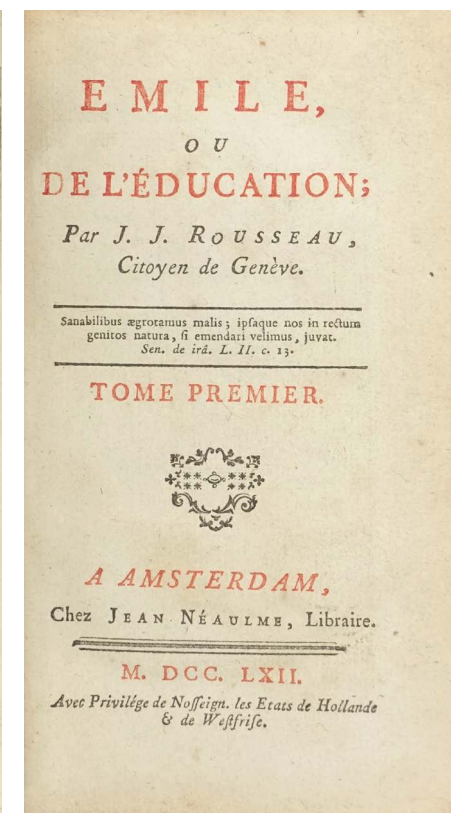 EMILE,
OU
DE L'ÉDUCATION;
Par J. J. ROUSSEAU,
Citoyen de Genève.
Sanabilibus ægrotamus malis; ipſaque nos in rectum
genitos natura, ſi emendari velimus, juvat.
Sen. de irâ. L. II. c. 13.
TOME PREMIER.
A AMSTERDAM,
Chez JEAN NÉAULME, Libraire.
M. DCC. LXII.
Avec Privilége de Noſſeign. les Etats de Hollande
& de Weſtfriſe.